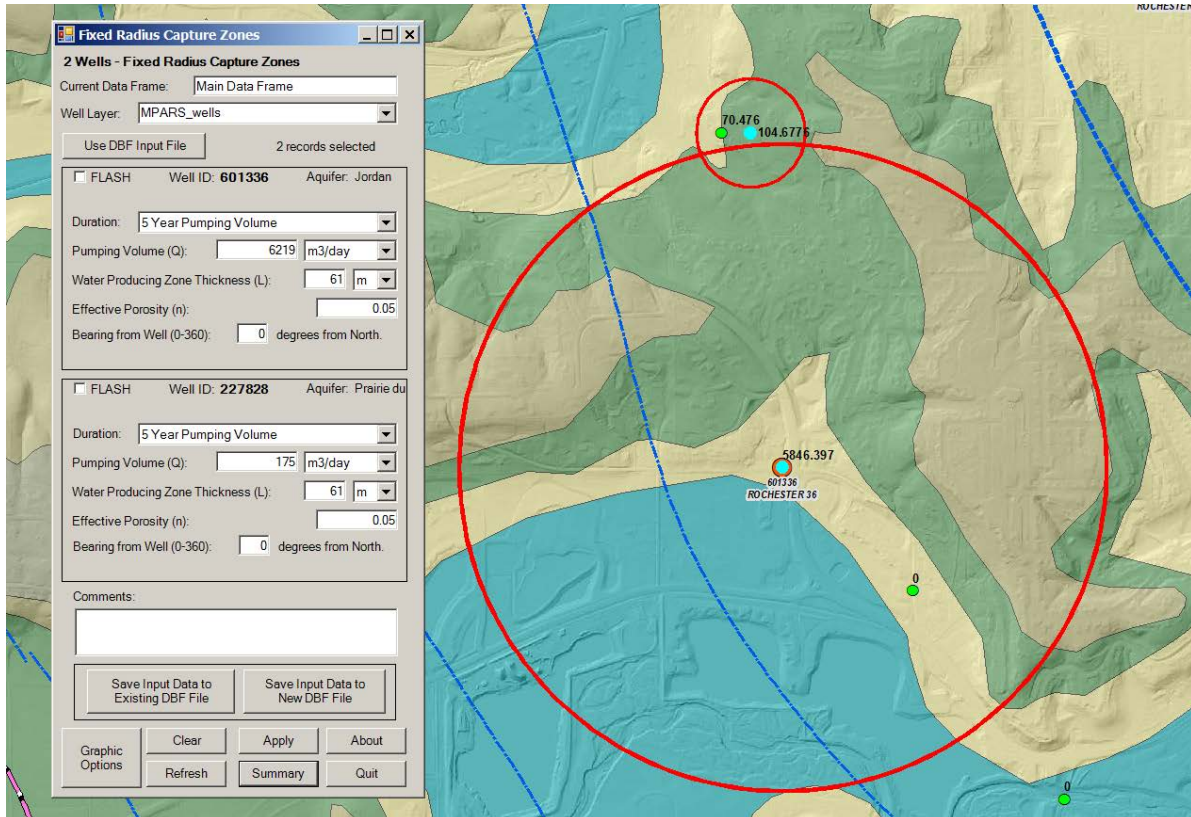 Fixed Radius Capture Zones
2 Wells - Fixed Radius Capture Zones
Current Data Frame: Main Data Frame
Well Layer: MPARS_wells
Use DBF Input File 2 records selected
FLASH Well ID: 601336 Aquifer: Jordan
Duration: 5 Year Pumping Volume
Pumping Volume (Q): 6219 m3/day
Water Producing Zone Thickness (L): 61 m
Effective Porosity (n): 0.05
Bearing from Well (0-360): 0 degrees from North.
FLASH Well ID: 227828 Aquifer: Prairie du
Duration: 5 Year Pumping Volume
Pumping Volume (Q): 175 m3/day
Water Producing Zone Thickness (L): 61 m
Effective Porosity (n): 0.05
Bearing from Well (0-360): 0 degrees from North.
Comments:
Save Input Data to
Existing DBF File
Save Input Data to
New DBF File
Graphic
Options
Clear Apply About
Refresh Summary Quit
ROCHESTER
70.476
104.6776
5846.397
601336
ROCHESTER 36
0
0